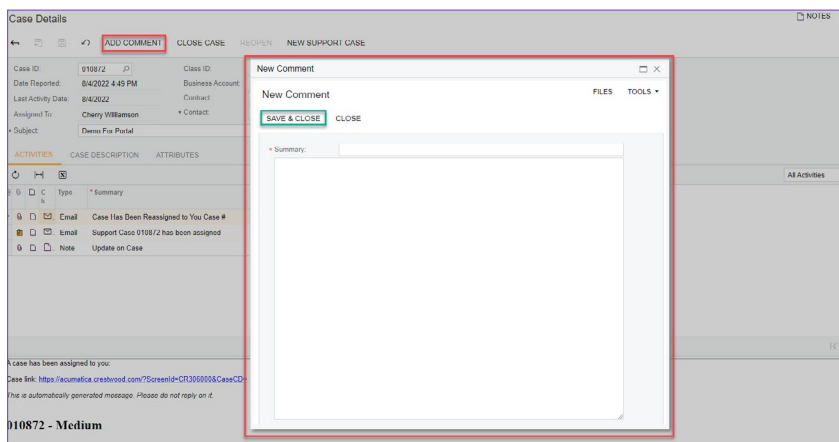 Case Details
NOTES
ADD COMMENT CLOSE CASE REOPEN NEW SUPPORT CASE
Case ID: 010872 Class ID:
Date Reported: 8/4/2022 4:49 PM Business Account
Last Activity Date: 8/4/2022 Contract:
Assigned To: Cherry Williamson * Contact:
* Subject: Demo For Portal
ACTIVITIES CASE DESCRIPTION ATTRIBUTES
All Activities
Type * Summary
Email Case Has Been Reassigned to You Case #
Email Support Case 010872 has been assigned
Note Update on Case
A case has been assigned to you:
Case link: https://acumatica.crestwood.com/?ScreenId=CR306000&CaseCD=
This is automatically generated message. Please do not reply on it.
010872 - Medium
New Comment
New Comment FILES TOOLS
SAVE & CLOSE CLOSE
* Summary: